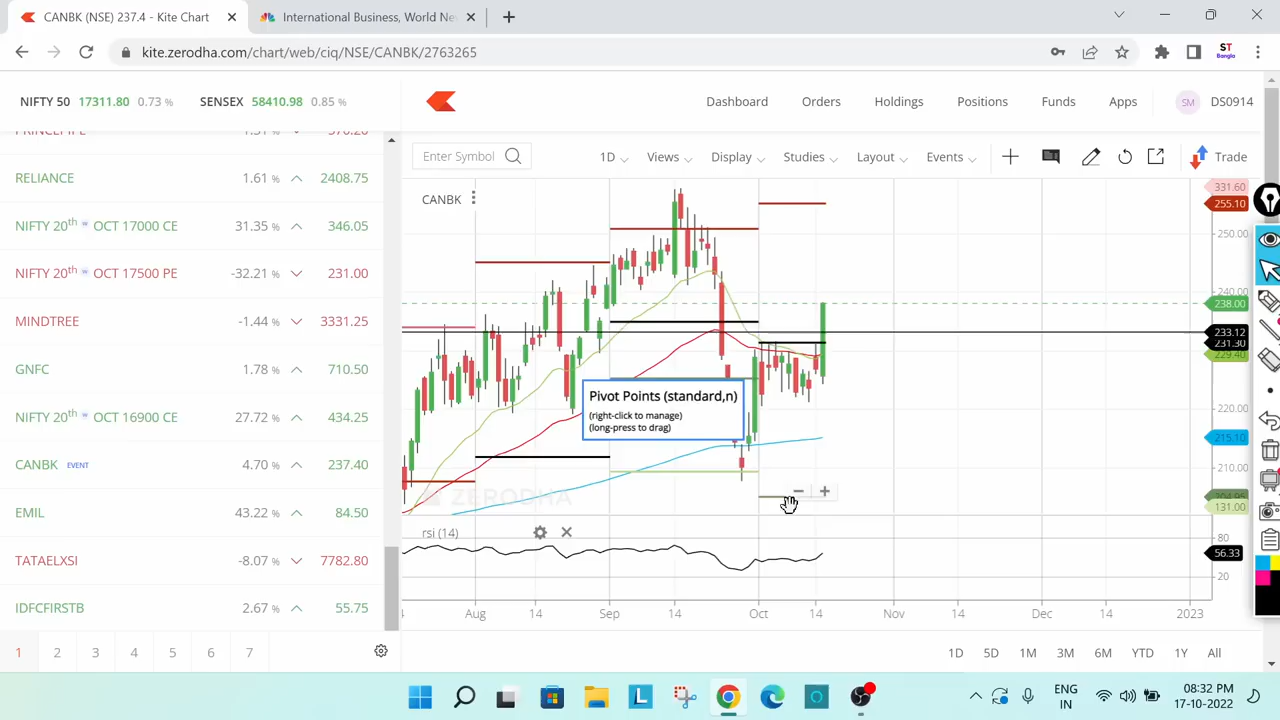 CANBK (NSE) 237.4 - Kite Chart
International Business, World Ne
kite.zerodha.com/chart/web/ciq/NSE/CANBK/2763265
ST
Bangla
NIFTY 50 17311.80 0.73 % SENSEX 58410.98 0.85 %
Dashboard Orders Holdings Positions Funds Apps SM DS0914
RELIANCE 1.61 % 2408.75
NIFTY 20th w OCT 17000 CE 31.35 % 346.05
NIFTY 20th w OCT 17500 PE -32.21 % 231.00
MINDTREE -1.44 % 3331.25
GNFC 1.78 % 710.50
NIFTY 20th w OCT 16900 CE 27.72 % 434.25
CANBK EVENT 4.70 % 237.40
EMIL 43.22 % 84.50
TATAELXSI -8.07 % 7782.80
IDFCFIRSTB 2.67 % 55.75
1 2 3 4 5 6 7
Enter Symbol 1D Views Display Studies Layout Events Trade
CANBK
331.60
255.10
250.00
240.00
238.00
233.12
231.30
229.40
220.00
215.10
210.00
204.95
131.00
Pivot Points (standard,n)
(right-click to manage)
(long-press to drag)
ZERODHA
rsi (14)
80
56.33
20
Aug 14 Sep 14 Oct 14 Nov 14 Dec 14 2023
1D 5D 1M 3M 6M YTD 1Y All
ENG
IN
08:32 PM
17-10-2022